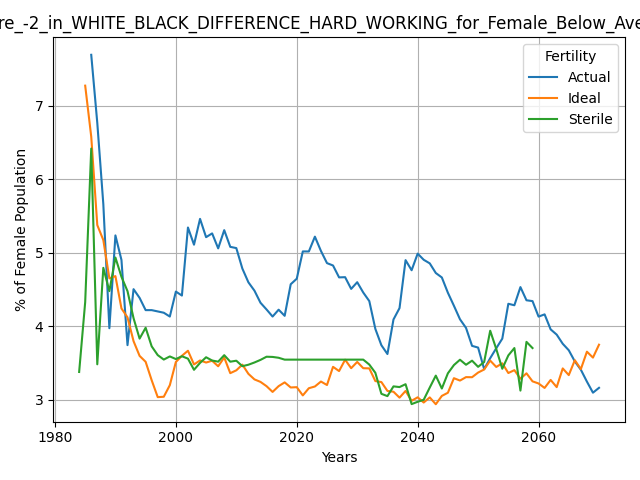 re_-2_in_WHITE_BLACK_DIFFERENCE_HARD_WORKING_for_Female_Below_Ave
Fertility
Actual
Ideal
Sterile
% of Female Population
7
6
5
4
3
1980 2000 2020 2040 2060
Years